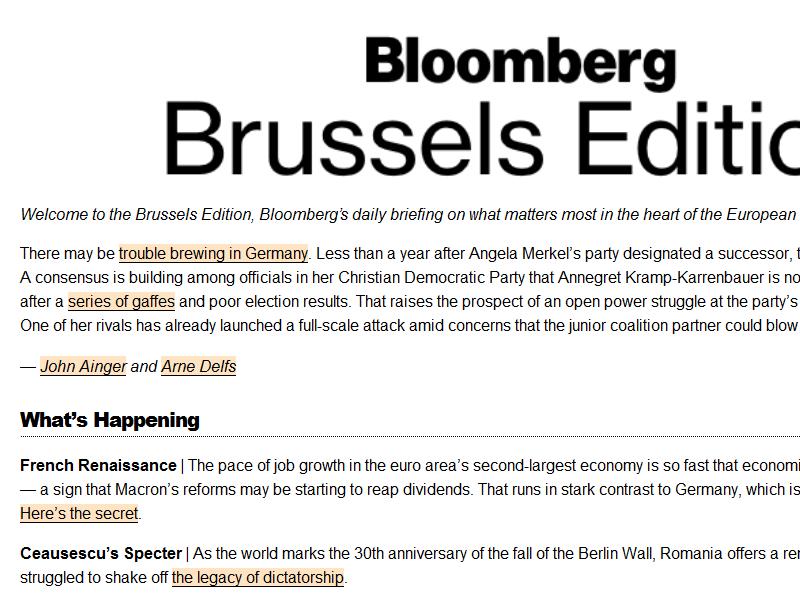 Bloomberg
Brussels Editio
Welcome to the Brussels Edition, Bloomberg’s daily briefing on what matters most in the heart of the European
There may be trouble brewing in Germany. Less than a year after Angela Merkel’s party designated a successor, t
A consensus is building among officials in her Christian Democratic Party that Annegret Kramp-Karrenbauer is no
after a series of gaffes and poor election results. That raises the prospect of an open power struggle at the party’s
One of her rivals has already launched a full-scale attack amid concerns that the junior coalition partner could blow
— John Ainger and Arne Delfs
What’s Happening
French Renaissance | The pace of job growth in the euro area’s second-largest economy is so fast that economi
— a sign that Macron’s reforms may be starting to reap dividends. That runs in stark contrast to Germany, which is
Here’s the secret.
Ceausescu’s Specter | As the world marks the 30th anniversary of the fall of the Berlin Wall, Romania offers a rem
struggled to shake off the legacy of dictatorship.